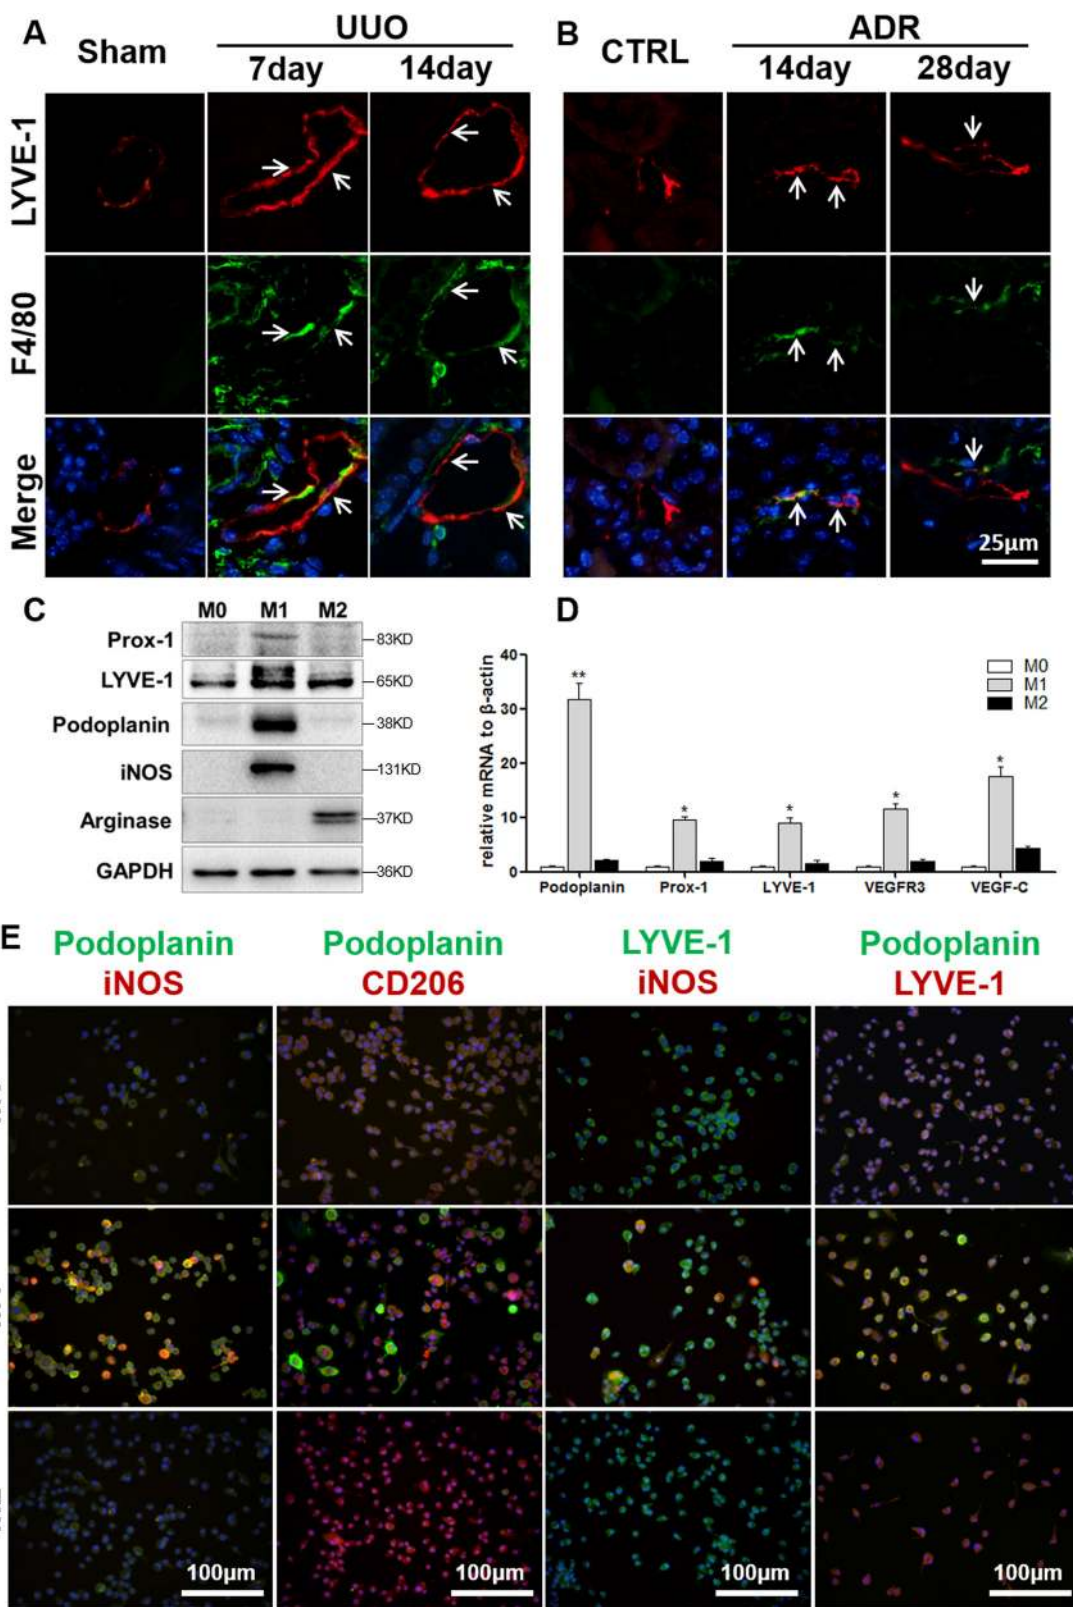 A
Sham
UUO
7day 14day
B
CTRL
ADR
14day 28day
LYVE-1
F4/80
Merge
25μm
C
M0 M1 M2
Prox-1 83KD
LYVE-1 65KD
Podoplanin 38KD
iNOS 131KD
Arginase 37KD
GAPDH 36KD
D
relative mRNA to β-actin
40
30
20
10
0
** * * * *
M0
M1
M2
Podoplanin Prox-1 LYVE-1 VEGFR3 VEGF-C
E
Podoplanin Podoplanin LYVE-1 Podoplanin
iNOS CD206 iNOS LYVE-1
100μm 100μm 100μm